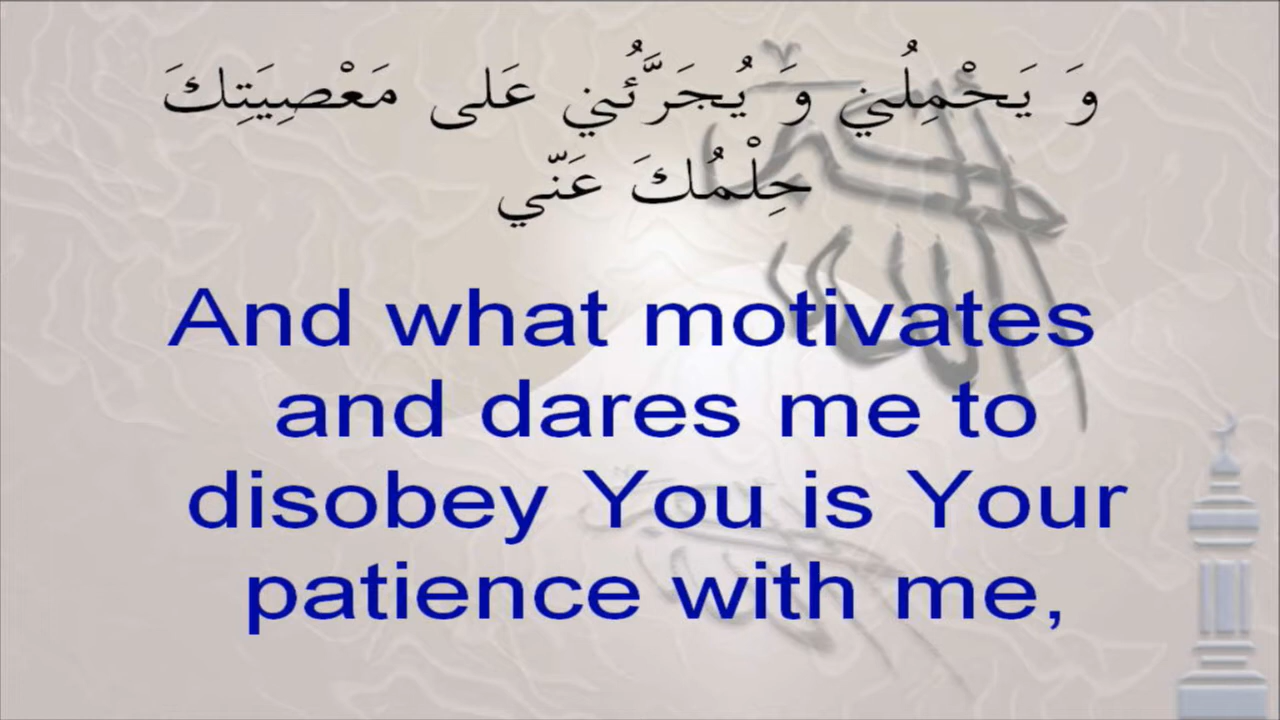 وَ يَحْمِلُني وَ يُجَرَّئُني عَلى مَعْصِيَتِكَ
حِلْمُكَ عَنّي
And what motivates
and dares me to
disobey You is Your
patience with me,